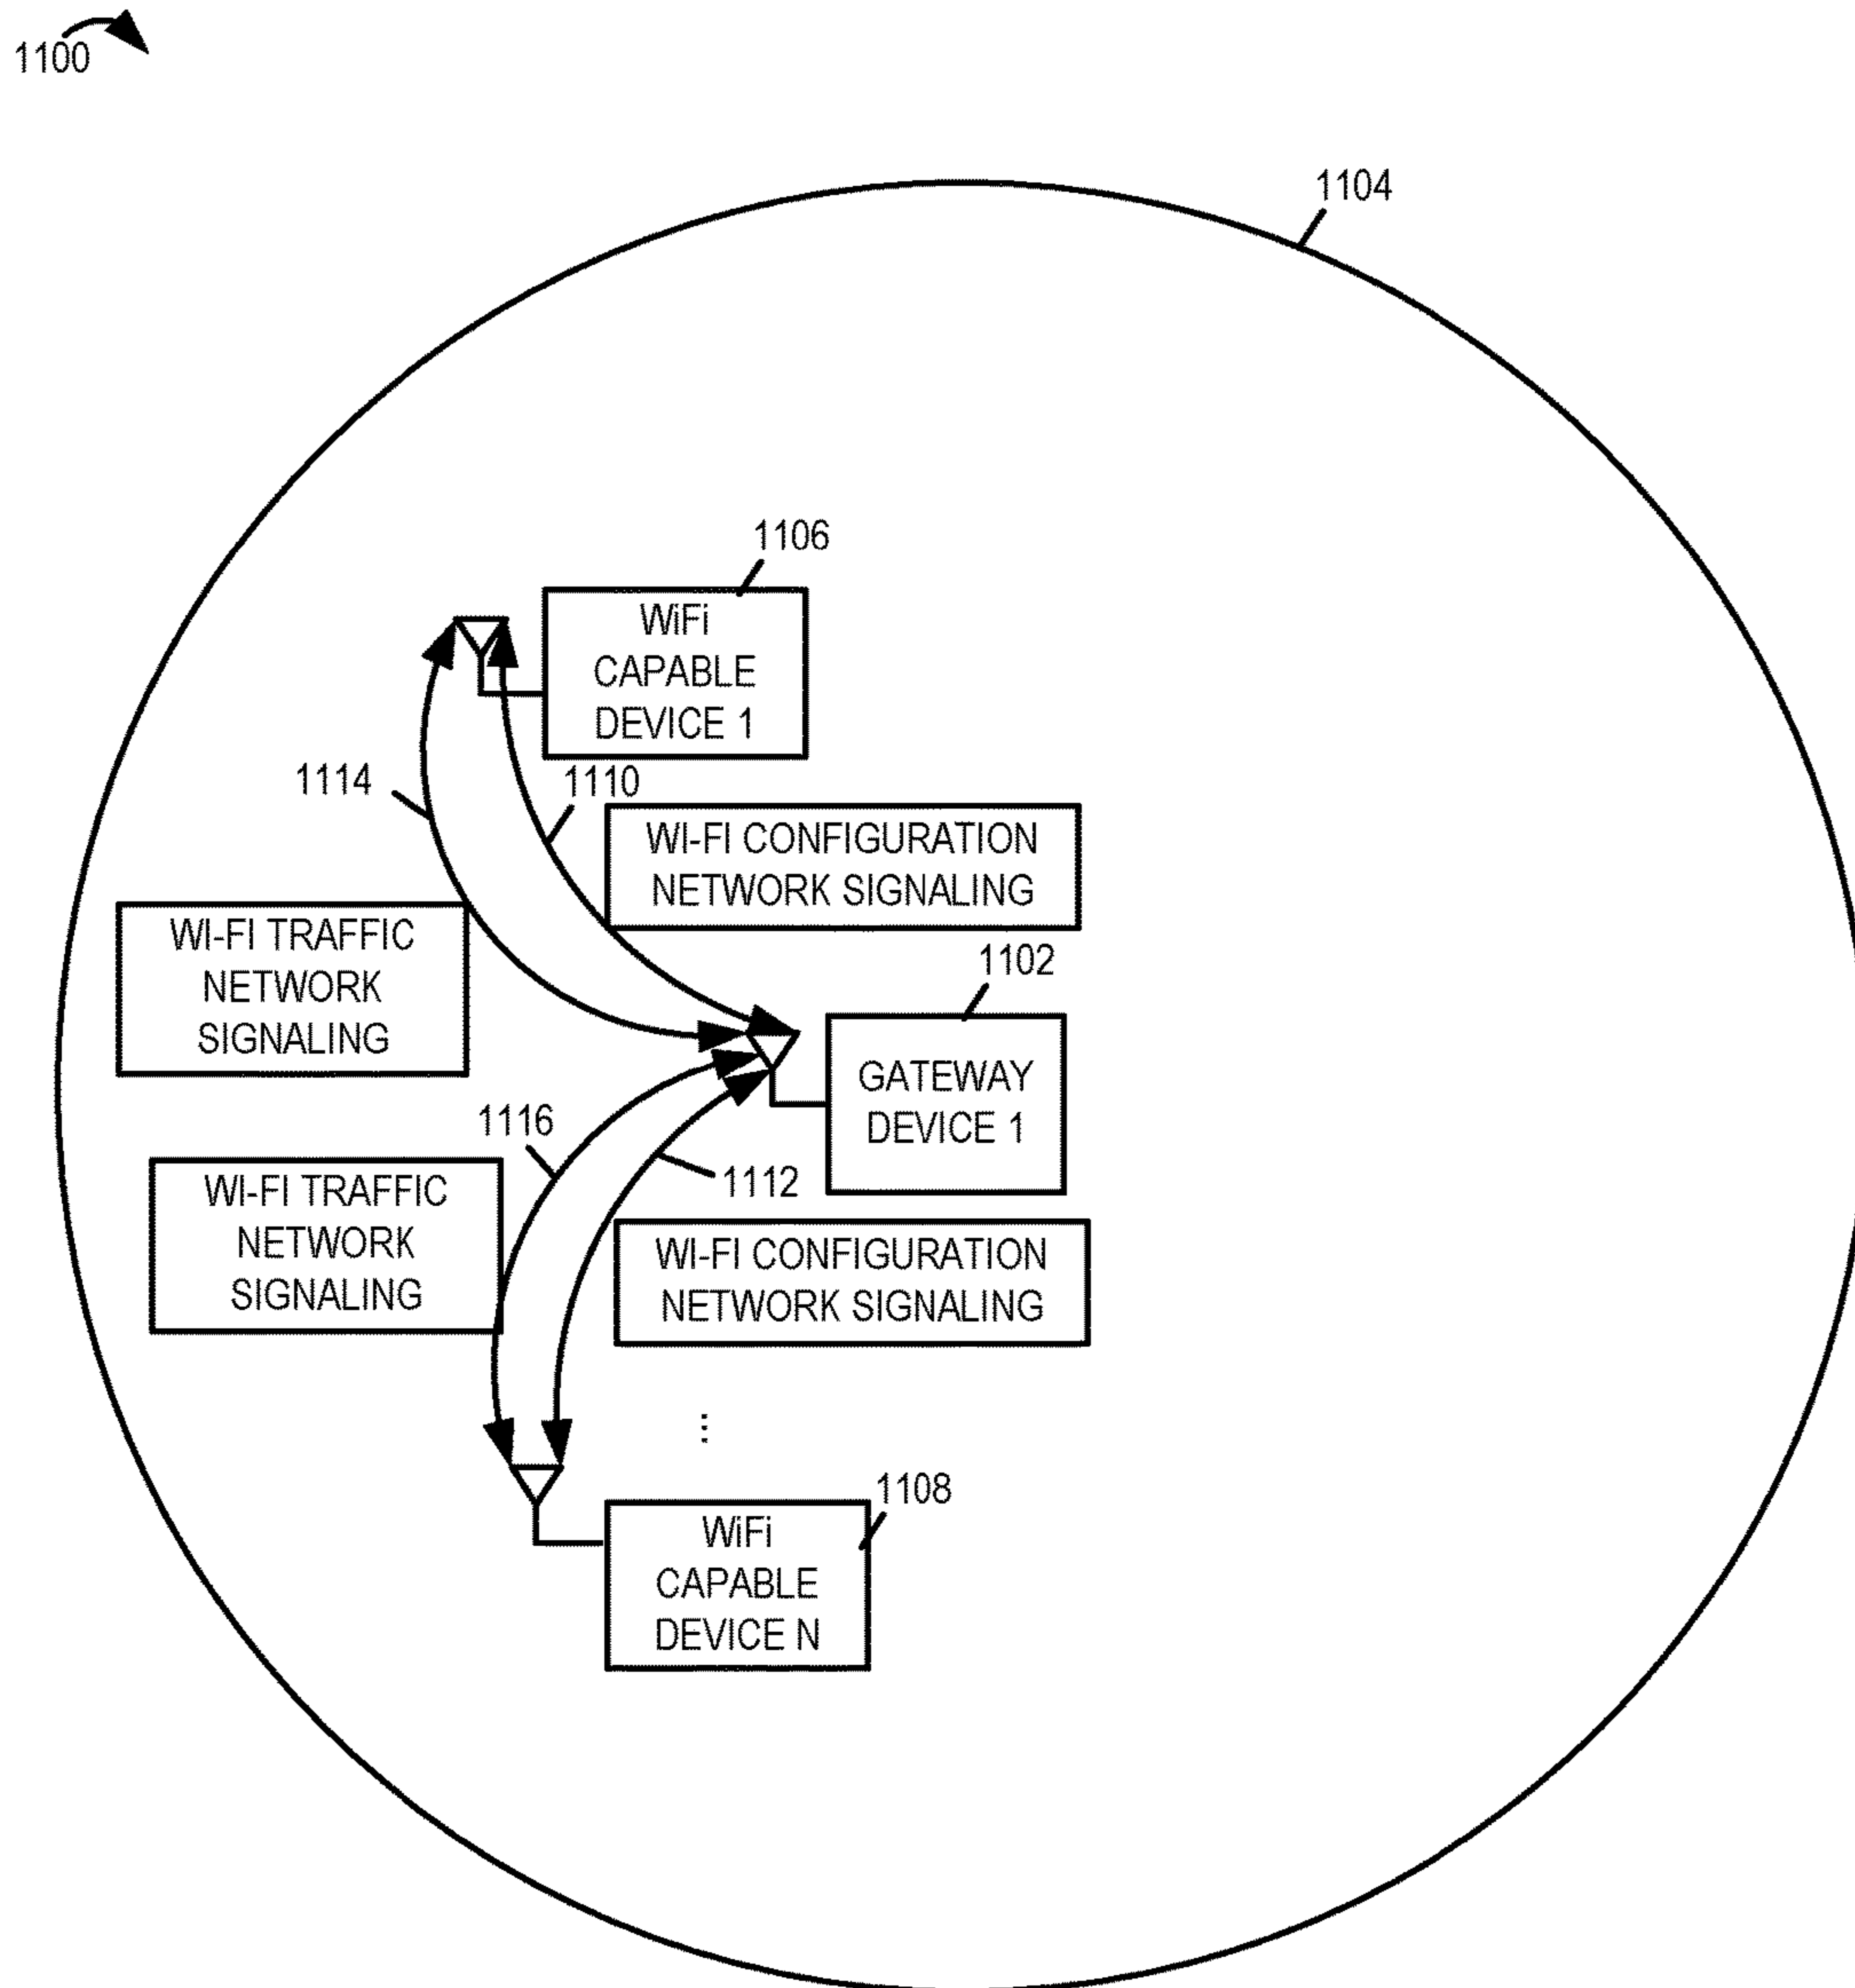 1100
1104
1106
WiFi
CAPABLE
DEVICE 1
1114
1110
WI-FI CONFIGURATION
NETWORK SIGNALING
WI-FI TRAFFIC
NETWORK
SIGNALING
1102
GATEWAY
DEVICE 1
1116
1112
WI-FI TRAFFIC
NETWORK
SIGNALING
WI-FI CONFIGURATION
NETWORK SIGNALING
...
1108
WiFi
CAPABLE
DEVICE N